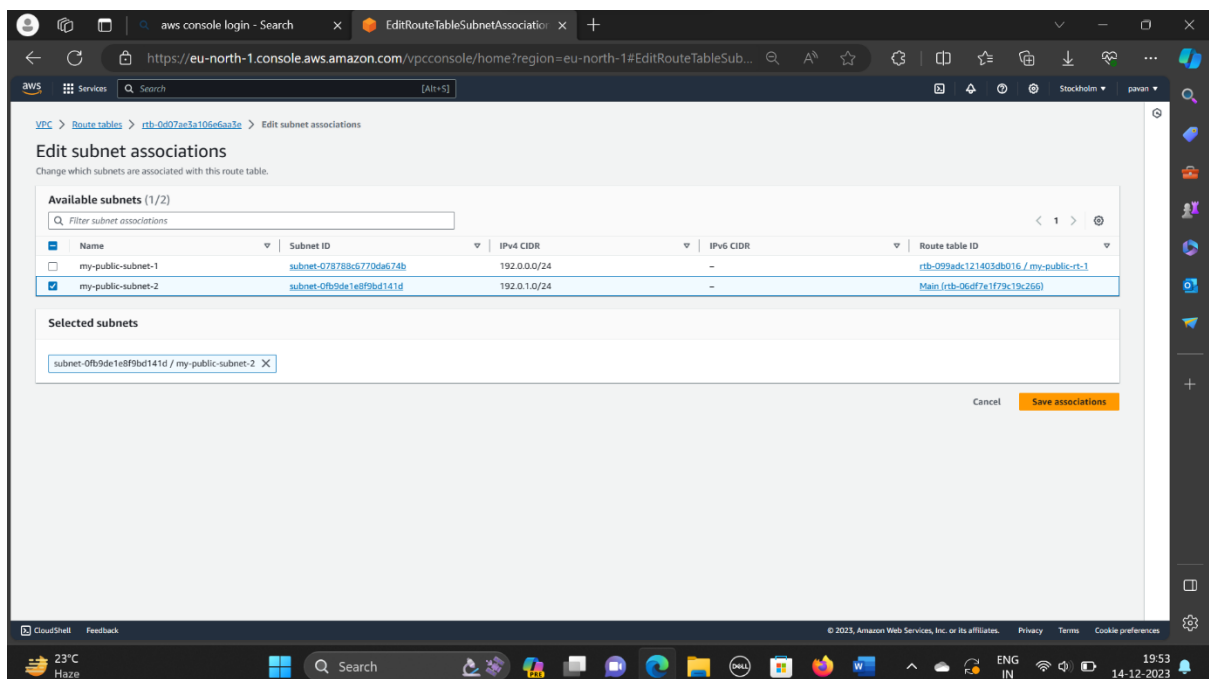 aws console login - Search
EditRouteTableSubnetAssociation
https://eu-north-1.console.aws.amazon.com/vpcconsole/home?region=eu-north-1#EditRouteTableSub...
aws Services Search [Alt+S] Stockholm pavan
VPC > Route tables > rtb-0d07ae3a106e6aa3e > Edit subnet associations
Edit subnet associations
Change which subnets are associated with this route table.
Available subnets (1/2)
Filter subnet associations
< 1 >
Name Subnet ID IPv4 CIDR IPv6 CIDR Route table ID
my-public-subnet-1 subnet-078788c6770da674b 192.0.0.0/24 – rtb-099adc121403db016 / my-public-rt-1
my-public-subnet-2 subnet-0fb9de1e8f9bd141d 192.0.1.0/24 – Main (rtb-06df7e1f79c19c266)
Selected subnets
subnet-0fb9de1e8f9bd141d / my-public-subnet-2 X
Cancel Save associations
CloudShell Feedback © 2023, Amazon Web Services, Inc. or its affiliates. Privacy Terms Cookie preferences
23°C
Haze
Search
PRE
DELL
W
ENG
IN
19:53
14-12-2023